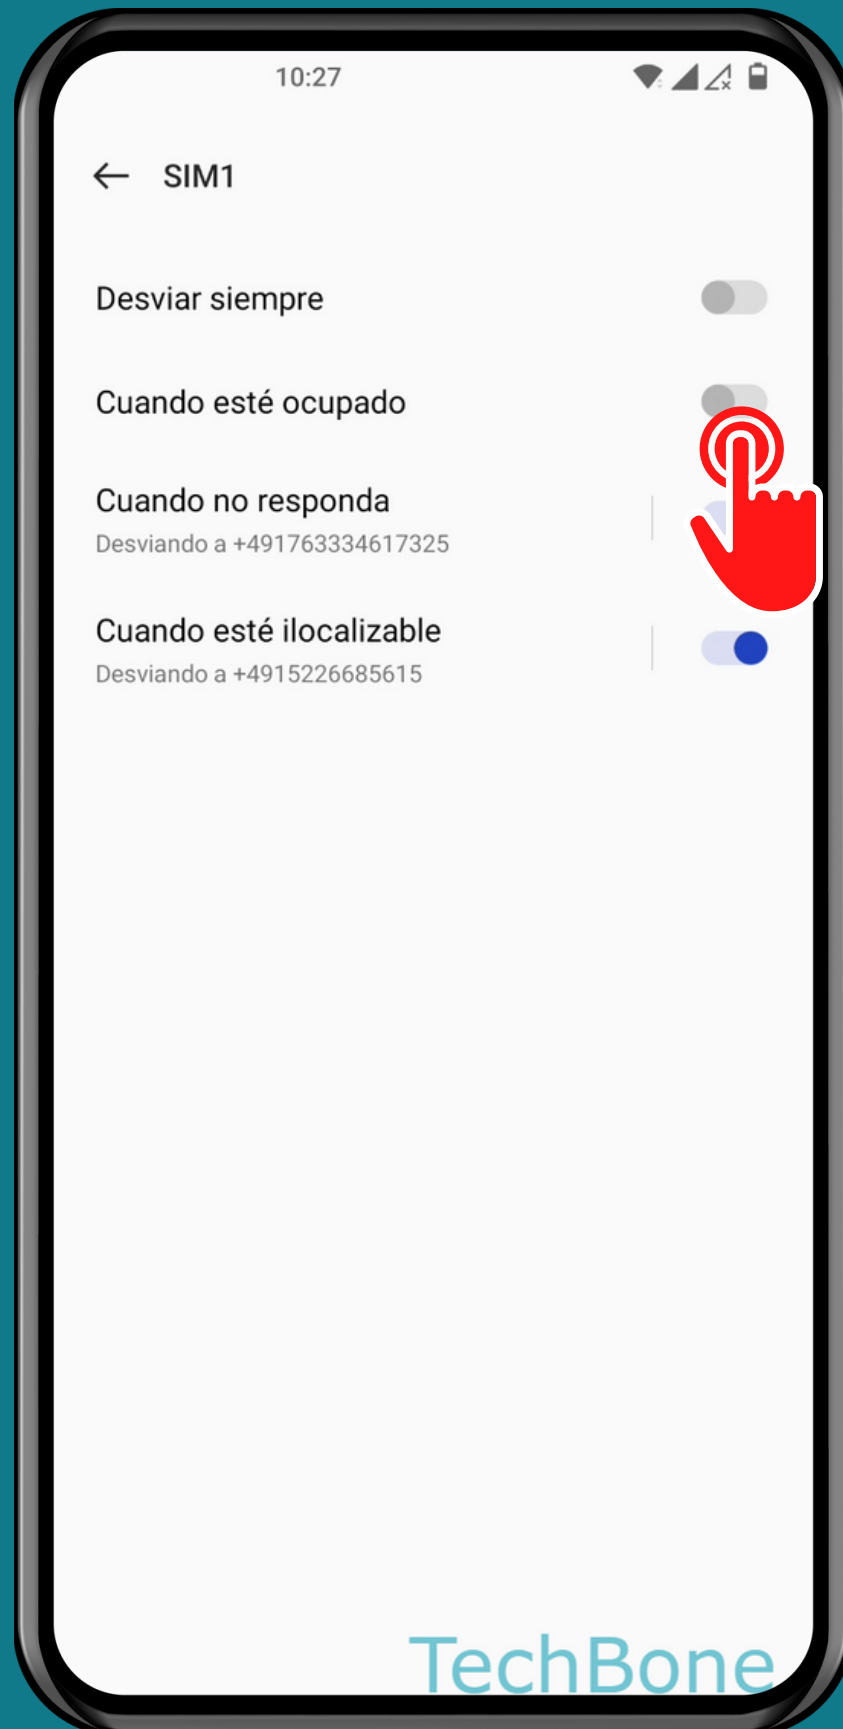 10:27
SIM1
Desviar siempre
Cuando esté ocupado
Cuando no responda
Desviando a +491763334617325
Cuando esté ilocalizable
Desviando a +4915226685615
TechBone